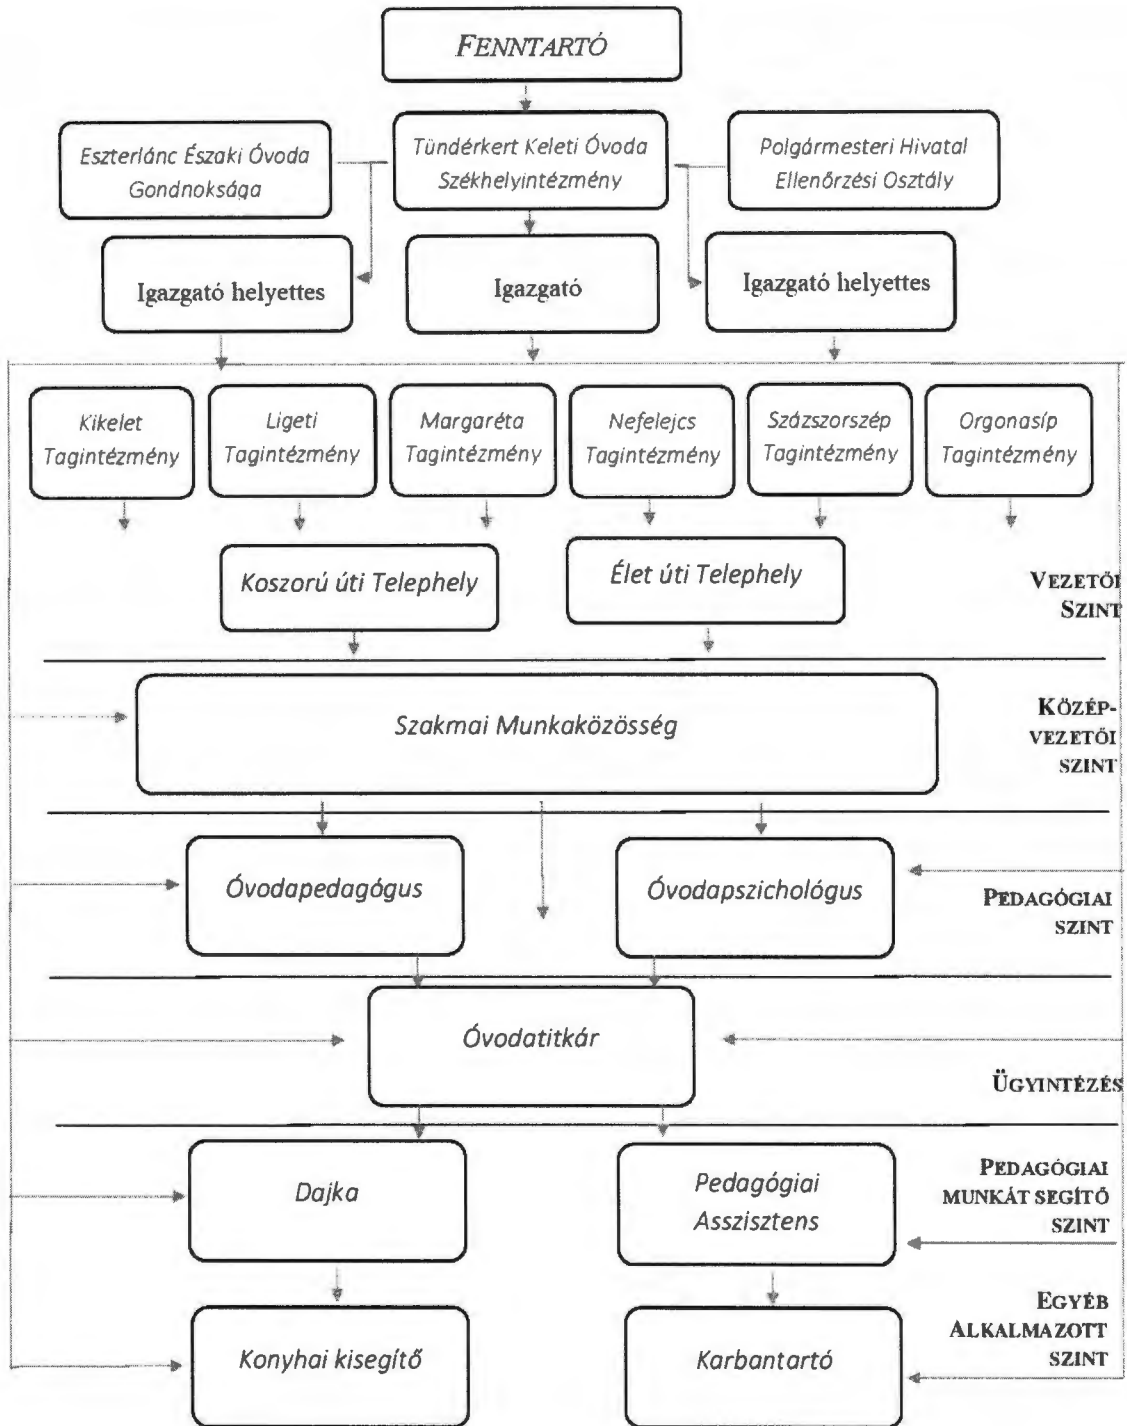 FENNTARTÓ
Eszterlánc Északi Óvoda
Gondnoksága
Tündérkert Keleti Óvoda
Székhelyintézmény
Polgármesteri Hivatal
Ellenőrzési Osztály
Igazgató helyettes
Igazgató
Igazgató helyettes
Kikelet
Tagintézmény
Ligeti
Tagintézmény
Margaréta
Tagintézmény
Nefelejcs
Tagintézmény
Százszorszép
Tagintézmény
Orgonasíp
Tagintézmény
Koszorú úti Telephely
Élet úti Telephely
VEZETŐI
SZINT
Szakmai Munkaközösség
KÖZÉP-
VEZETŐI
SZINT
Óvodapedagógus
Óvodapszichológus
PEDAGÓGIAI
SZINT
Óvodatitkár
ÜGYINTÉZÉS
Dajka
Pedagógiai
Asszisztens
PEDAGÓGIAI
MUNKÁT SEGÍTŐ
SZINT
Konyhai kisegítő
Karbantartó
EGYÉB
ALKALMAZOTT
SZINT